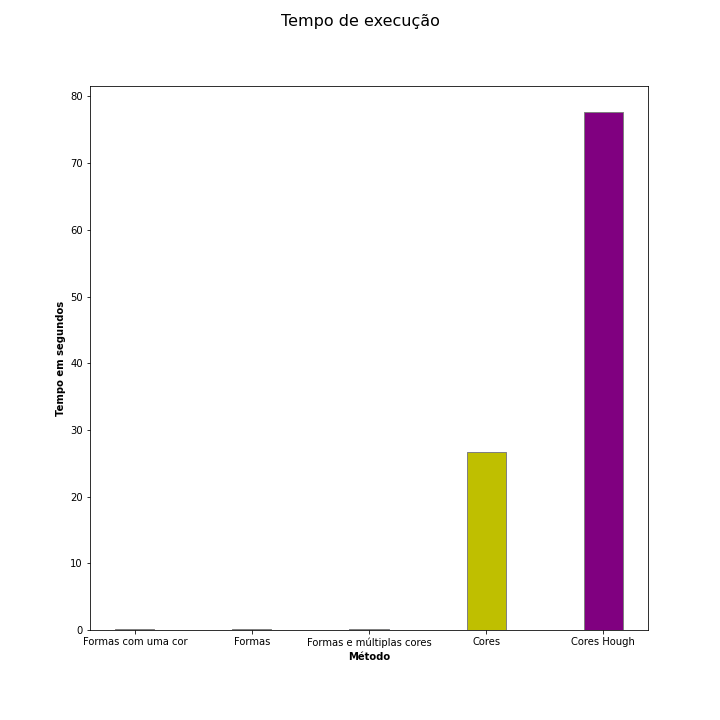 Tempo de execução
80
70
60
50
40
30
20
10
0
Tempo em segundos
Formas com uma cor
Formas
Formas e múltiplas cores
Cores
Cores Hough
Método